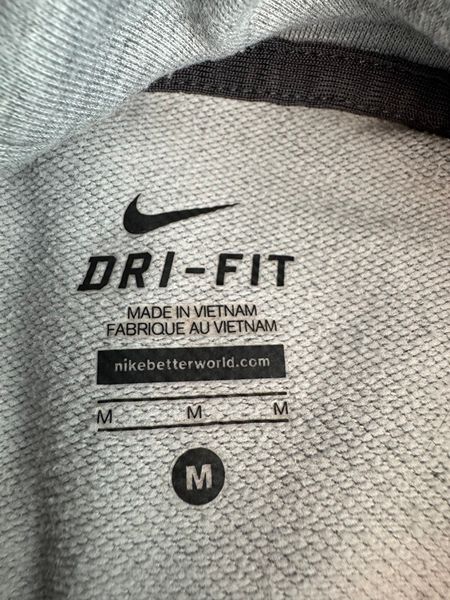 DRI-FIT
MADE IN VIETNAM
FABRIQUE AU VIETNAM
nikebetterworld.com
M M M
M